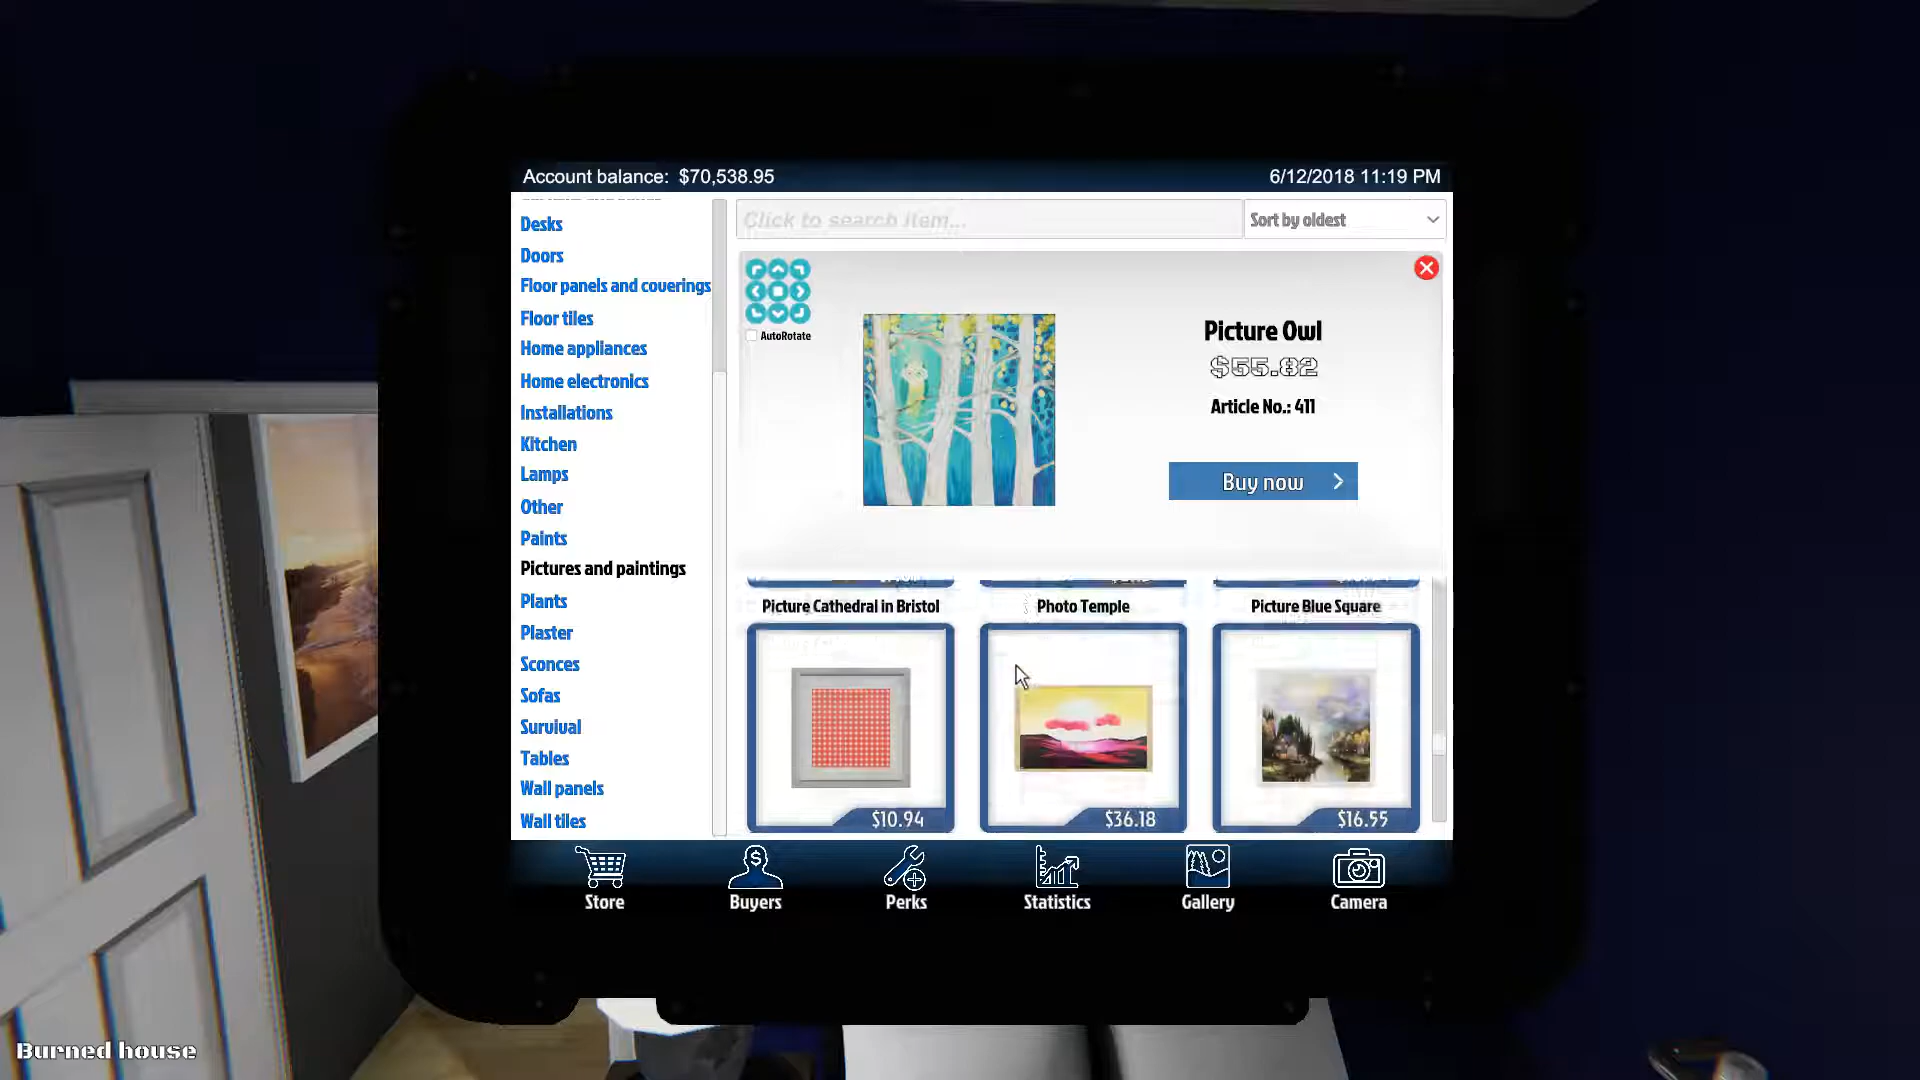 Account balance: $70,538.95
6/12/2018 11:19 PM
Desks
Doors
Floor panels and coverings
Floor tiles
Home appliances
Home electronics
Installations
Kitchen
Lamps
Other
Paints
Pictures and paintings
Plants
Plaster
Sconces
Sofas
Survival
Tables
Wall panels
Wall tiles
Click to search item...
Sort by oldest
AutoRotate
Picture Owl
$55.82
Article No.: 411
Buy now
Picture Cathedral in Bristol
Photo Temple
Picture Blue Square
$10.94
$36.18
$16.55
Store
Buyers
Perks
Statistics
Gallery
Camera
Burned house